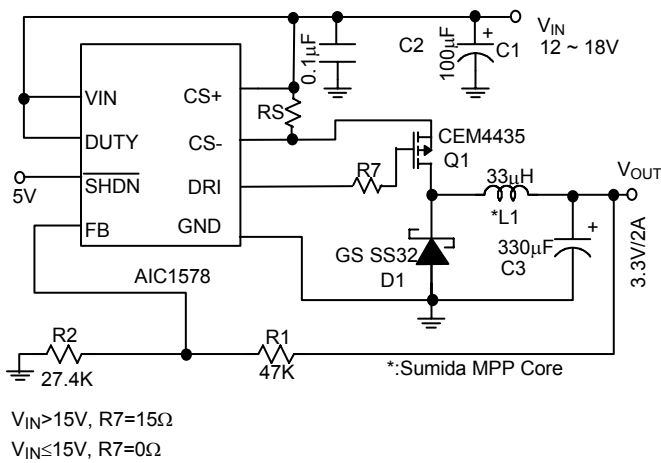 VIN
12 ~ 18V
0.1μF
C2
100μF
+
C1
VIN
DUTY
SHDN
FB
CS+
CS-
DRI
GND
RS
5V
AIC1578
R7
CEM4435
Q1
33μH
*L1
VOUT
3.3V/2A
GS SS32
D1
330μF
+
C3
R2
27.4K
R1
47K
*:Sumida MPP Core
VIN>15V, R7=15Ω
VIN≤15V, R7=0Ω